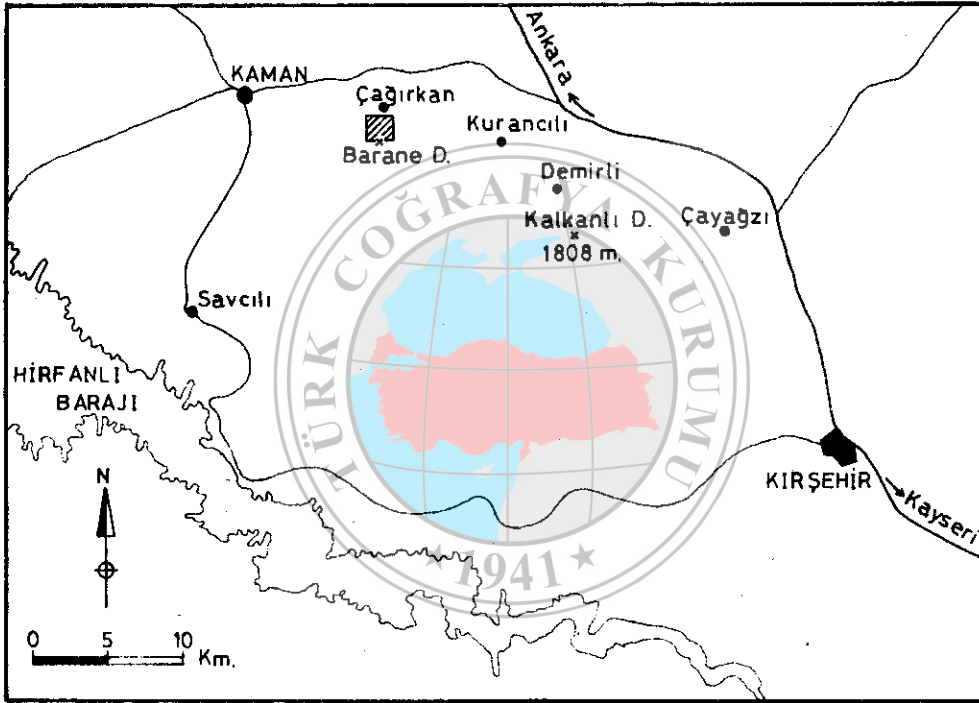 Ankara
KAMAN
Çağırkan
Kurancılı
Barane D.
Demirli
Kalkanlı D.
1808 m.
Çayağzı
Savcılı
HİRFANLI
BARAJI
KIRŞEHİR
Kayseri
N
0 5 10
Km.
TÜRK COĞRAFYA KURUMU
★ 1941 ★